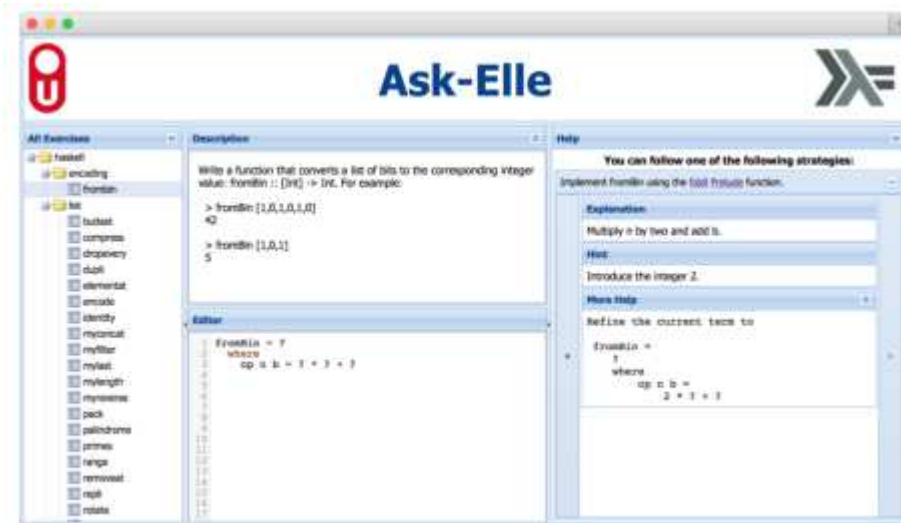 Ask-Elle
All Exercises
haskell
encoding
frombin
list
butlast
compress
dropevery
dupli
elementat
encode
identity
myconcat
myfilter
mylast
mylength
myreverse
pack
palindrome
primes
range
removeat
repli
rotate
Description
Write a function that converts a list of bits to the corresponding integer
value: fromBin :: [Int] -> Int. For example:
> fromBin [1,0,1,0,1,0]
42
> fromBin [1,0,1]
5
Editor
1 fromBin = ?
2 where
3 op n b = ? * ? + ?
Help
You can follow one of the following strategies:
Implement fromBin using the foldl Prelude function.
Explanation
Multiply n by two and add b.
Hint
Introduce the integer 2.
More Help
Refine the current term to
fromBin =
?
where
op n b =
2 * ? + ?